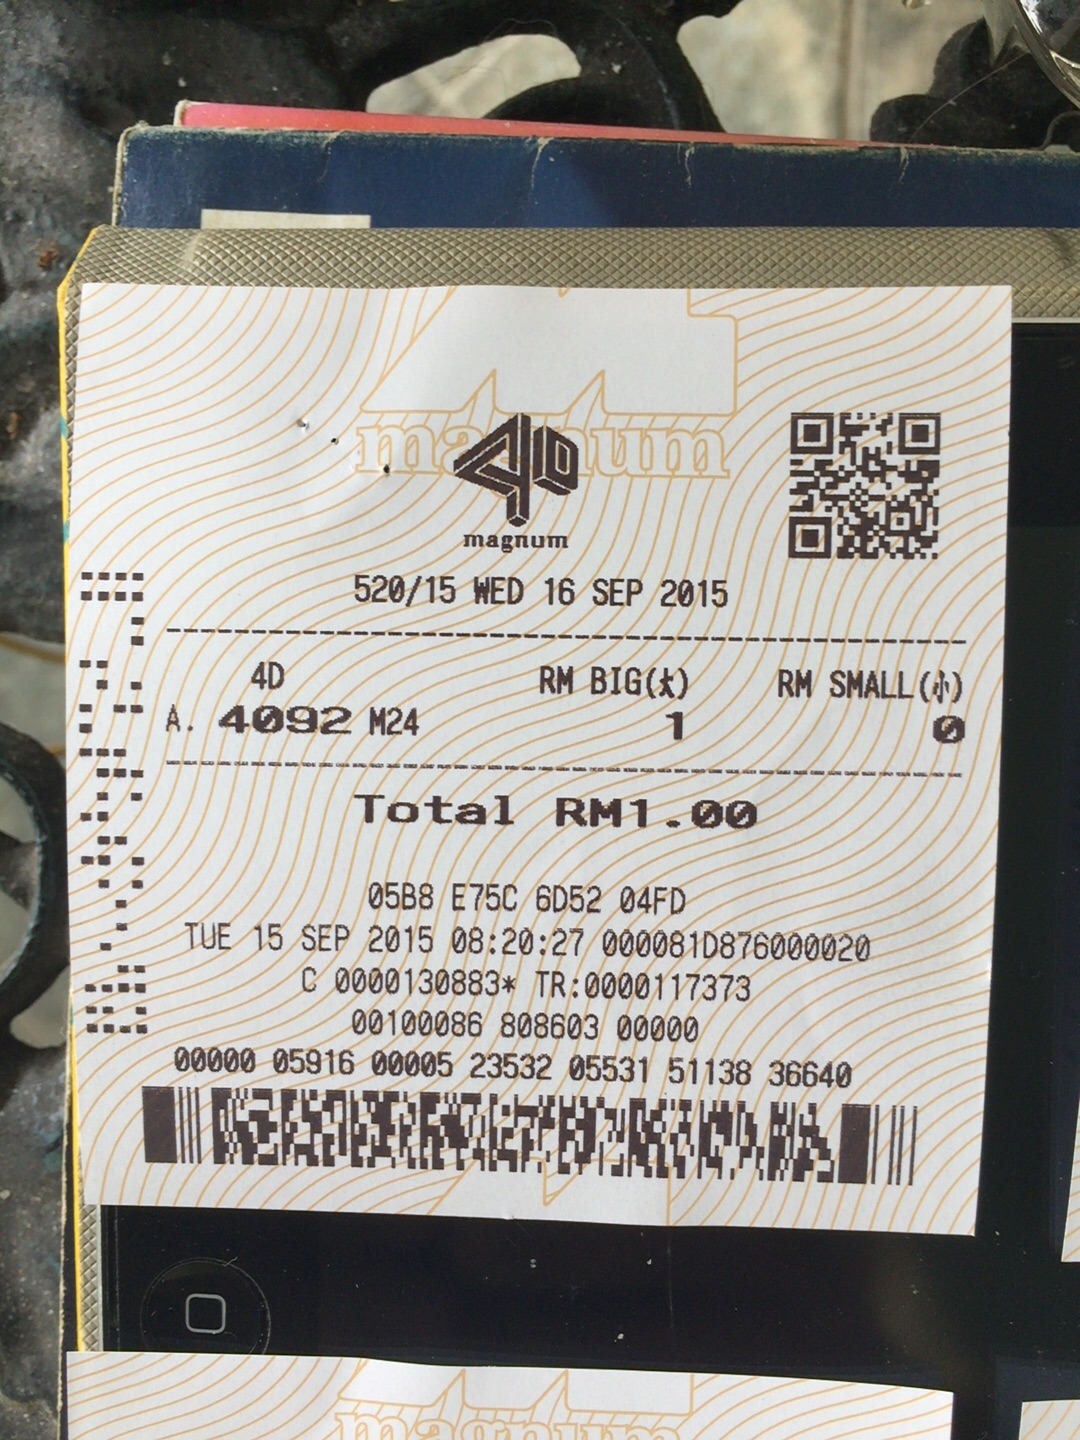 magnum
4D
magnum
520/15 WED 16 SEP 2015
4D RM BIG(大) RM SMALL(小)
A. 4092 M24 1 0
Total RM1.00
05B8 E75C 6D52 04FD
TUE 15 SEP 2015 08:20:27 000081D876000020
C 0000130883* TR:0000117373
00100086 808603 00000
00000 05916 00005 23532 05531 51138 36640
magnum